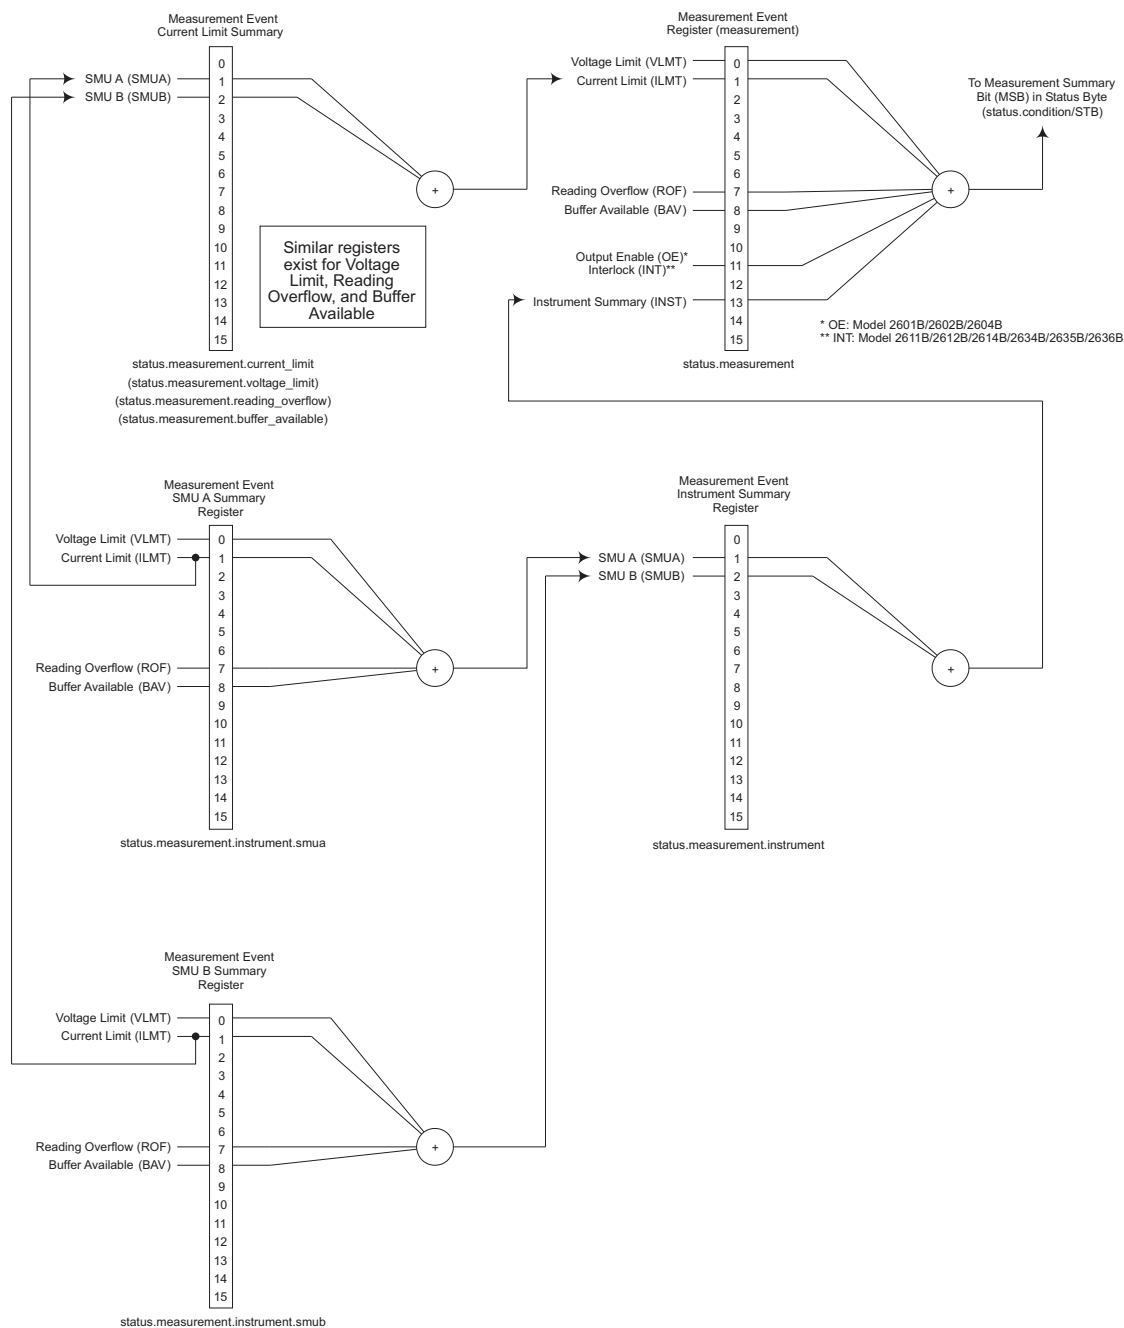 Measurement Event
Current Limit Summary
SMU A (SMUA)
SMU B (SMUB)
0
1
2
3
4
5
6
7
8
9
10
11
12
13
14
15
+
Similar registers
exist for Voltage
Limit, Reading
Overflow, and Buffer
Available
status.measurement.current_limit
(status.measurement.voltage_limit)
(status.measurement.reading_overflow)
(status.measurement.buffer_available)
Measurement Event
Register (measurement)
Voltage Limit (VLMT)
Current Limit (ILMT)
Reading Overflow (ROF)
Buffer Available (BAV)
Output Enable (OE)*
Interlock (INT)**
Instrument Summary (INST)
0
1
2
3
4
5
6
7
8
9
10
11
12
13
14
15
+
To Measurement Summary
Bit (MSB) in Status Byte
(status.condition/STB)
* OE: Model 2601B/2602B/2604B
** INT: Model 2611B/2612B/2614B/2634B/2635B/2636B
status.measurement
Measurement Event
SMU A Summary
Register
Voltage Limit (VLMT)
Current Limit (ILMT)
Reading Overflow (ROF)
Buffer Available (BAV)
0
1
2
3
4
5
6
7
8
9
10
11
12
13
14
15
+
status.measurement.instrument.smua
Measurement Event
Instrument Summary
Register
SMU A (SMUA)
SMU B (SMUB)
0
1
2
3
4
5
6
7
8
9
10
11
12
13
14
15
+
status.measurement.instrument
Measurement Event
SMU B Summary
Register
Voltage Limit (VLMT)
Current Limit (ILMT)
Reading Overflow (ROF)
Buffer Available (BAV)
0
1
2
3
4
5
6
7
8
9
10
11
12
13
14
15
+
status.measurement.instrument.smub